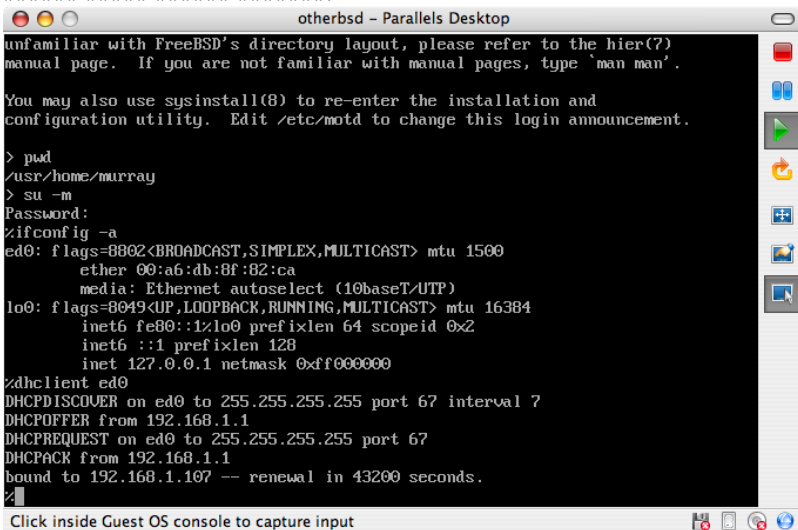 otherbsd – Parallels Desktop
unfamiliar with FreeBSD's directory layout, please refer to the hier(7)
manual page.  If you are not familiar with manual pages, type `man man'.
You may also use sysinstall(8) to re-enter the installation and
configuration utility.  Edit /etc/motd to change this login announcement.
> pwd
/usr/home/murray
> su -m
Password:
%ifconfig -a
ed0: flags=8802<BROADCAST,SIMPLEX,MULTICAST> mtu 1500
        ether 00:a6:db:8f:82:ca
        media: Ethernet autoselect (10baseT/UTP)
lo0: flags=8049<UP,LOOPBACK,RUNNING,MULTICAST> mtu 16384
        inet6 fe80::1%lo0 prefixlen 64 scopeid 0x2
        inet6 ::1 prefixlen 128
        inet 127.0.0.1 netmask 0xff000000
%dhclient ed0
DHCPDISCOVER on ed0 to 255.255.255.255 port 67 interval 7
DHCPOFFER from 192.168.1.1
DHCPREQUEST on ed0 to 255.255.255.255 port 67
DHCPACK from 192.168.1.1
bound to 192.168.1.107 -- renewal in 43200 seconds.
%
Click inside Guest OS console to capture input